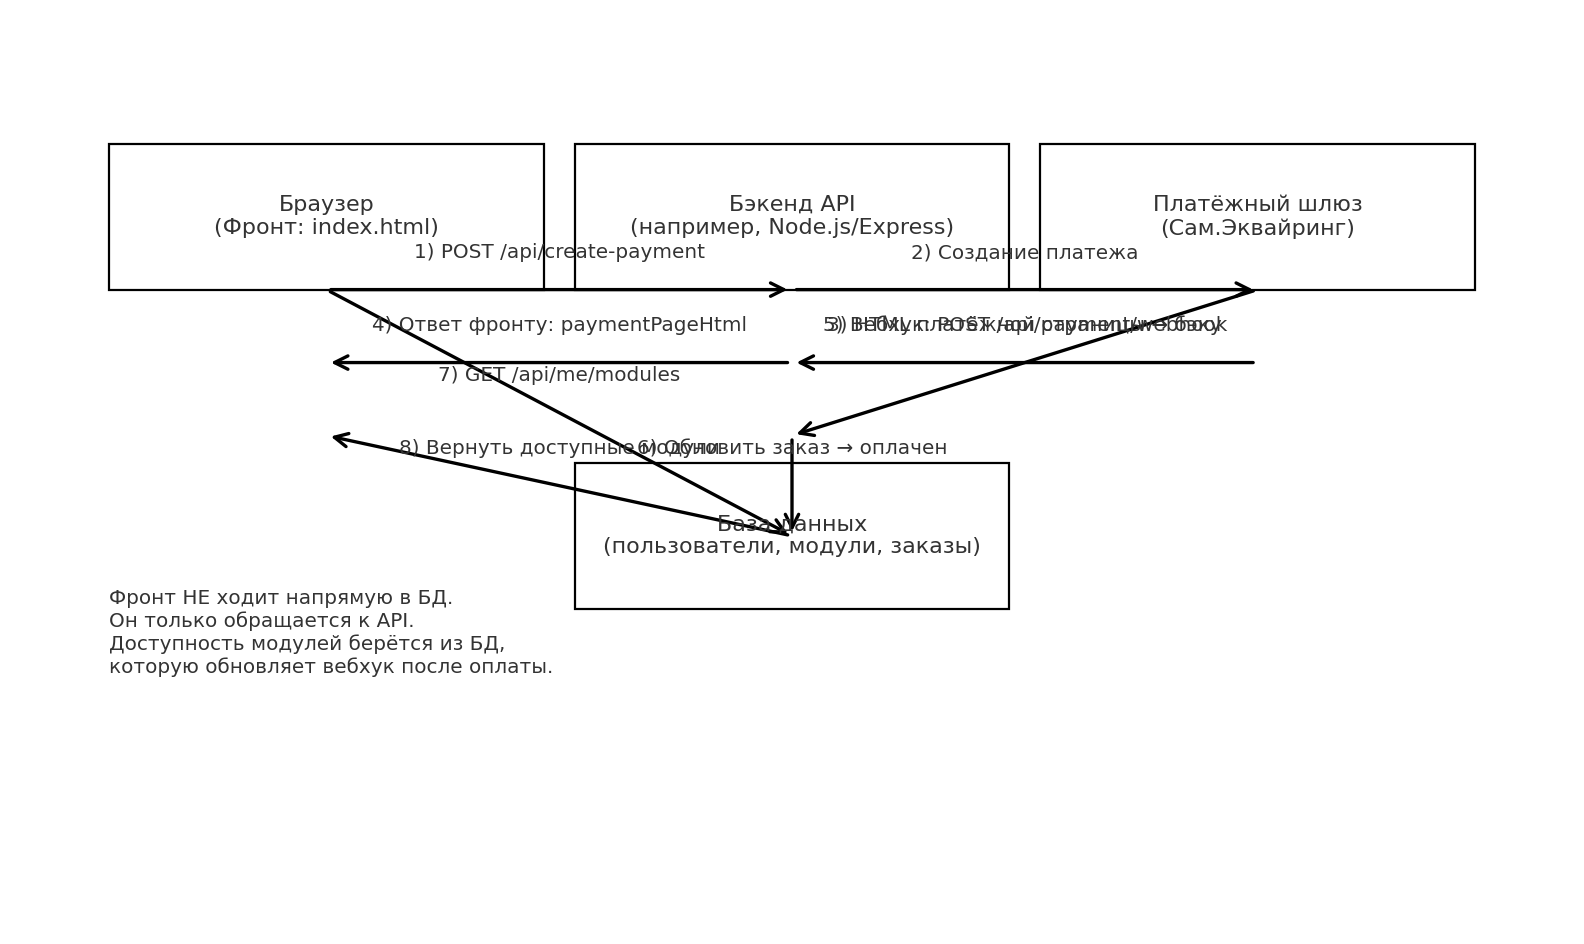 Браузер
(Фронт: index.html)
Бэкенд API
(например, Node.js/Express)
Платёжный шлюз
(Сам.Эквайринг)
1) POST /api/create-payment
2) Создание платежа
4) Ответ фронту: paymentPageHtml
3) HTML платёжной страницы → бэку
5) Вебхук: POST /api/payment/webhook
7) GET /api/me/modules
8) Вернуть доступные модули
6) Обновить заказ → оплачен
База данных
(пользователи, модули, заказы)
Фронт НЕ ходит напрямую в БД.
Он только обращается к API.
Доступность модулей берётся из БД,
которую обновляет вебхук после оплаты.